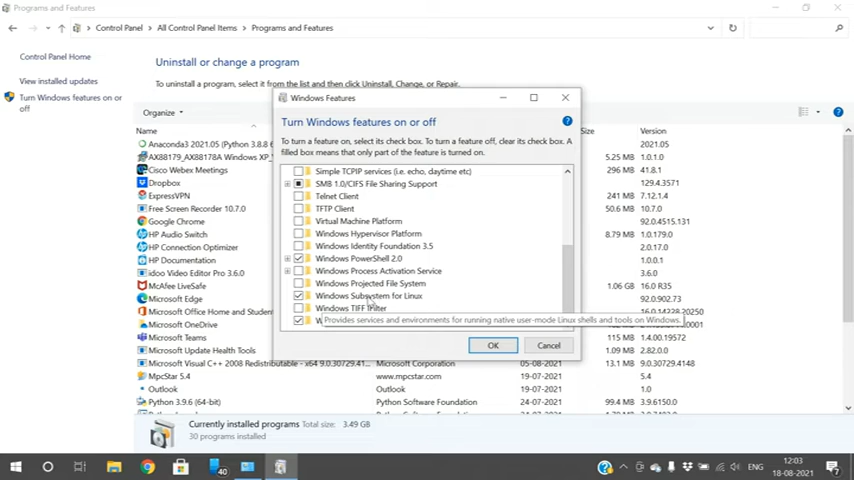 Programs and Features
Control Panel > All Control Panel Items > Programs and Features
Control Panel Home
View installed updates
Turn Windows features on or
off
Uninstall or change a program
To uninstall a program, select it from the list and then click Uninstall, Change, or Repair.
Organize
Name
Size
Version
Anaconda3 2021.05 (Python 3.8.8
2021.05
AX88179_AX88178A Windows XP_
5.25 MB
1.0.1.0
Cisco Webex Meetings
296 MB
41.8.1
Dropbox
129.4.3571
ExpressVPN
241 MB
7.12.1.4
Free Screen Recorder 10.7.0
50.6 MB
10.7.0
Google Chrome
92.0.4515.131
HP Audio Switch
8.79 MB
1.0.179.0
HP Connection Optimizer
2.0.17.0
idoo Video Editor Pro 3.6.0
3.6.0
McAfee LiveSafe
1.06 GB
16.0 R35
Microsoft Edge
92.0.902.73
Microsoft Office Home and Student
16.0.14228.20250
Microsoft OneDrive
Microsoft Teams
115 MB
1.4.00.19572
Microsoft Update Health Tools
1.09 MB
2.82.0.0
Microsoft Visual C++ 2008 Redistributable - x86 9.0.30729.4...
Microsoft Corporation
05-08-2021
13.1 MB
9.0.30729.4148
MpcStar 5.4
www.mpcstar.com
19-07-2021
5.4
Outlook
Outlook
19-07-2021
1.0
Python 3.9.6 (64-bit)
Python Software Foundation
24-07-2021
99.4 MB
3.9.6150.0
Currently installed programs Total size: 3.49 GB
30 programs installed
Windows Features
Turn Windows features on or off
To turn a feature on, select its check box. To turn a feature off, clear its check box. A
filled box means that only part of the feature is turned on.
Simple TCPIP services (i.e. echo, daytime etc)
SMB 1.0/CIFS File Sharing Support
Telnet Client
TFTP Client
Virtual Machine Platform
Windows Hypervisor Platform
Windows Identity Foundation 3.5
Windows PowerShell 2.0
Windows Process Activation Service
Windows Projected File System
Windows Subsystem for Linux
Windows TIFF IFilter
Provides services and environments for running native user-mode Linux shells and tools on Windows.
OK
Cancel
40
ENG
12:03
18-08-2021
7